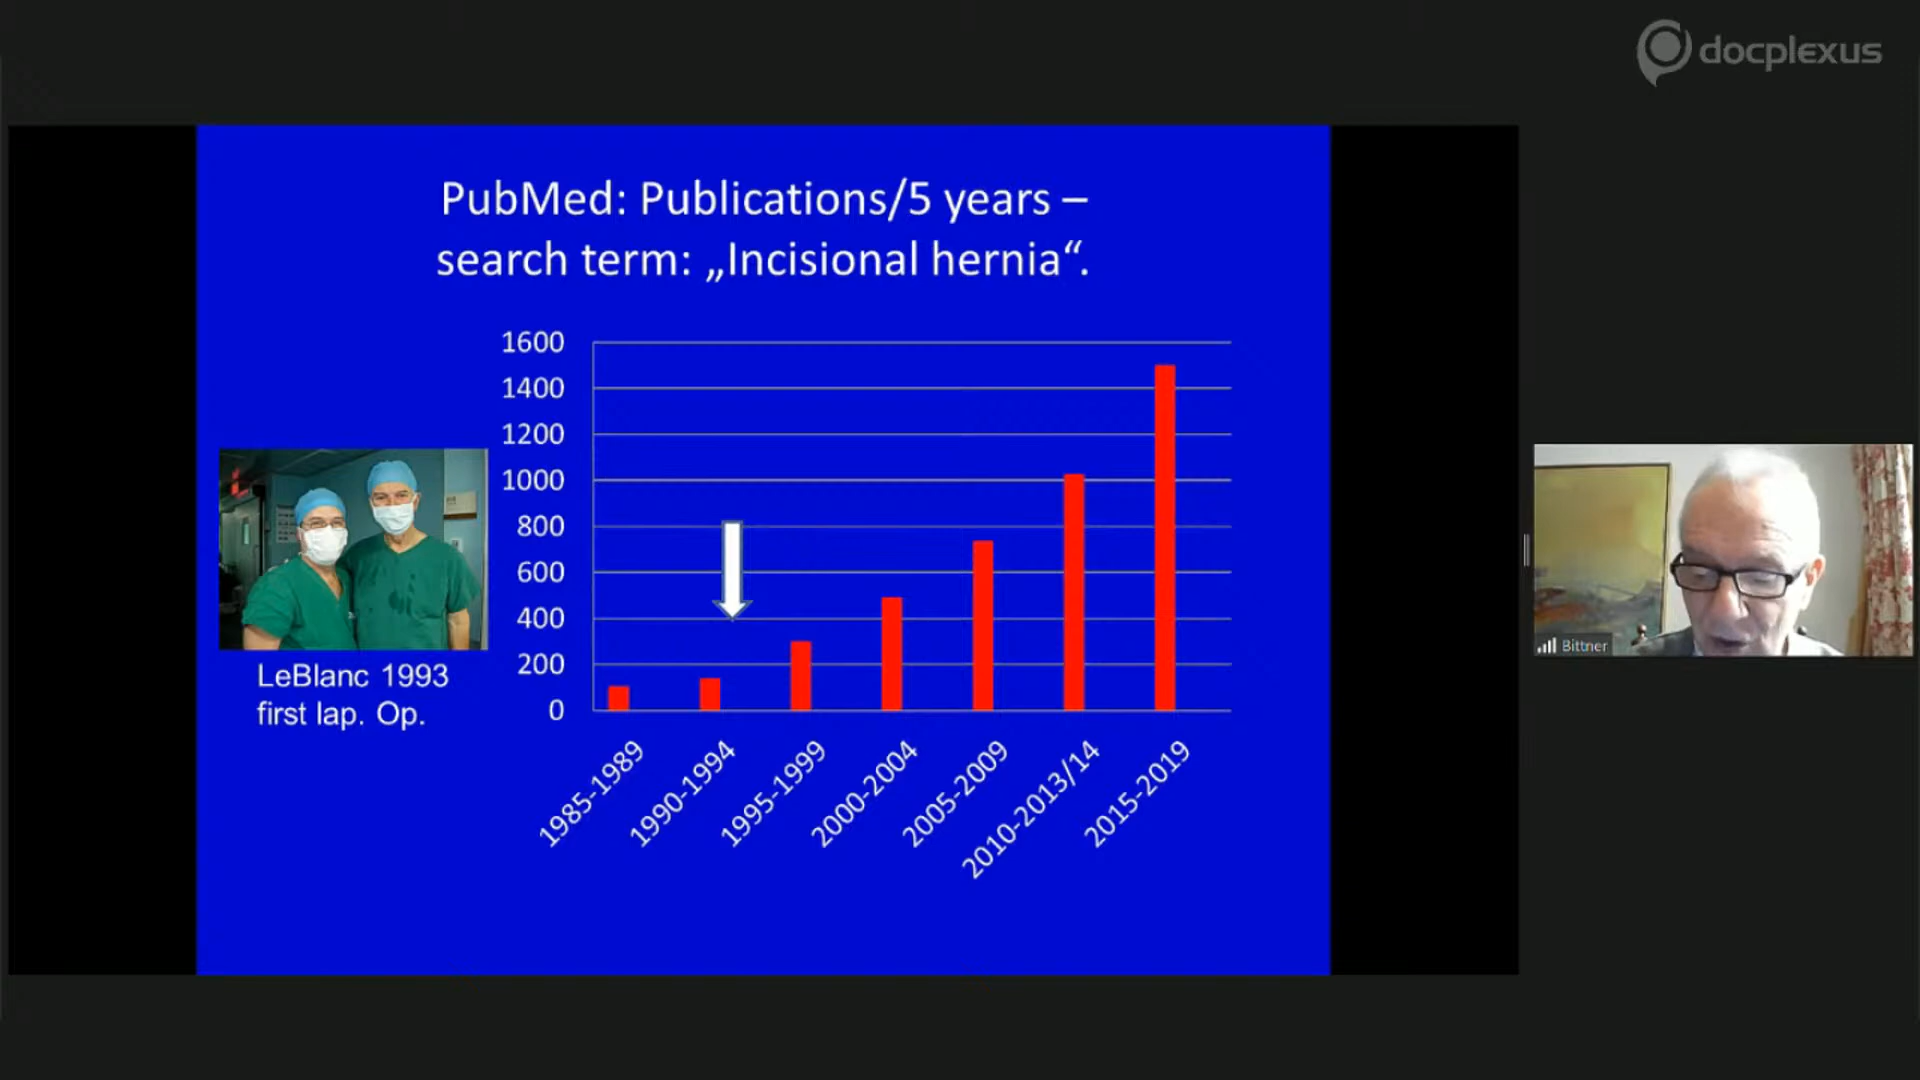 docplexus
PubMed: Publications/5 years –
search term: „Incisional hernia“.
1600
1400
1200
1000
800
600
400
200
0
1985-1989
1990-1994
1995-1999
2000-2004
2005-2009
2010-2013/14
2015-2019
LeBlanc 1993
first lap. Op.
Bittner